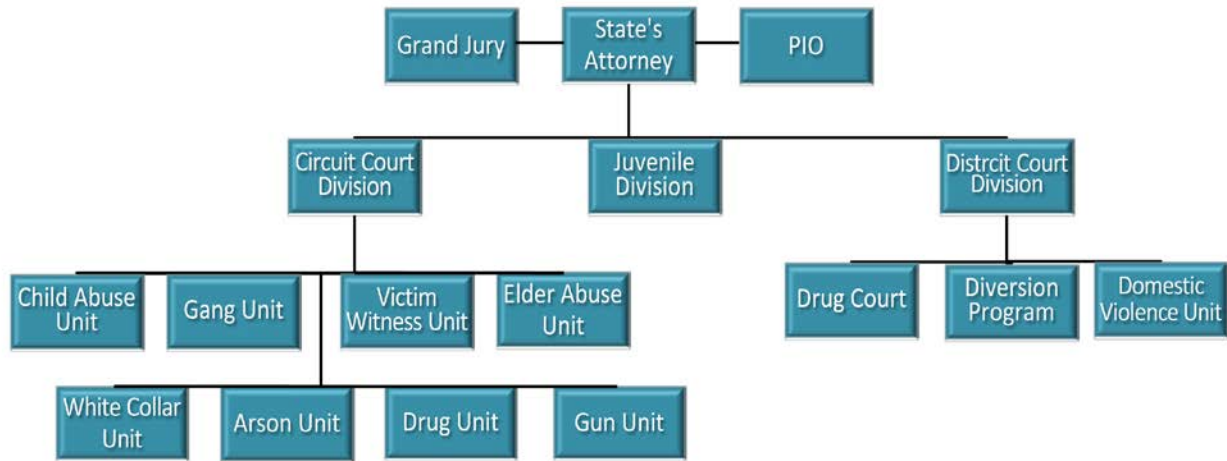 Grand Jury
State's
Attorney
PIO
Circuit Court
Division
Juvenile
Division
Distrcit Court
Division
Child Abuse
Unit
Gang Unit
Victim
Witness Unit
Elder Abuse
Unit
Drug Court
Diversion
Program
Domestic
Violence Unit
White Collar
Unit
Arson Unit
Drug Unit
Gun Unit